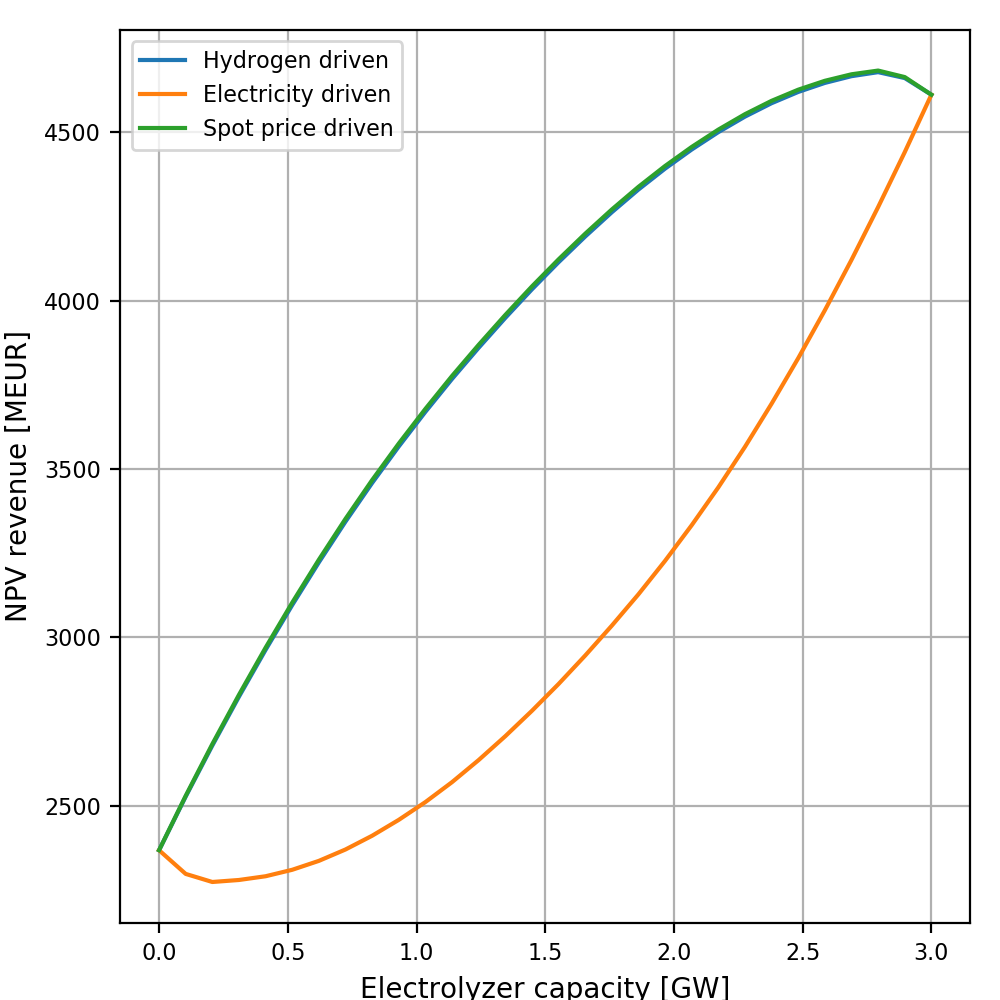 Hydrogen driven
Electricity driven
Spot price driven
4500
4000
3500
3000
2500
NPV revenue [MEUR]
0.0 0.5 1.0 1.5 2.0 2.5 3.0
Electrolyzer capacity [GW]